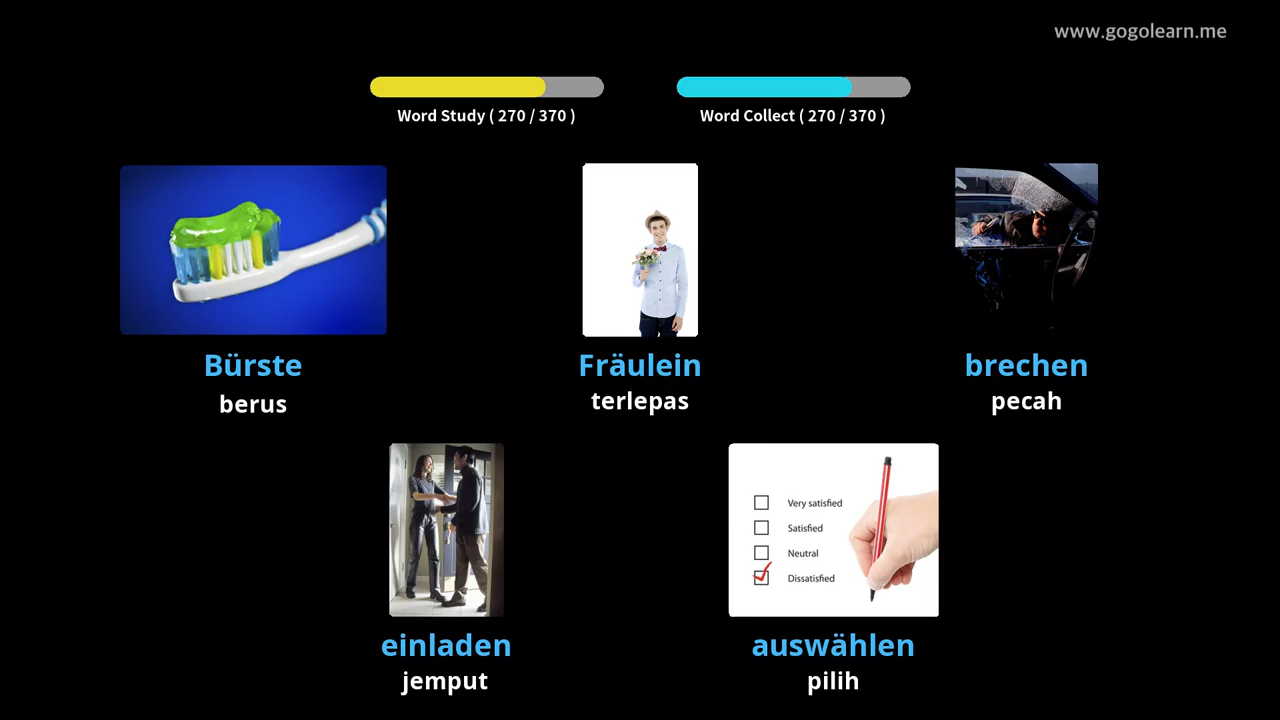 www.gogolearn.me
Word Study ( 270 / 370 )
Word Collect ( 270 / 370 )
Bürste
berus
Fräulein
terlepas
brechen
pecah
Very satisfied
Satisfied
Neutral
Dissatisfied
einladen
jemput
auswählen
pilih